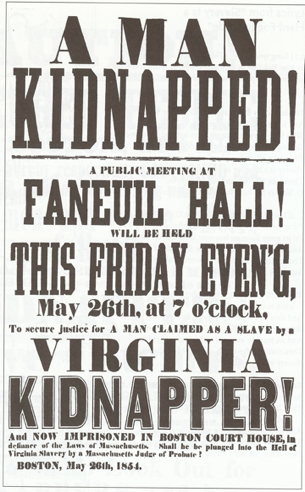 A MAN
KIDNAPPED!
A PUBLIC MEETING AT
FANEUIL HALL!
WILL BE HELD
THIS FRIDAY EVEN'G,
May 26th, at 7 o'clock,
To secure justice for A MAN CLAIMED AS A SLAVE by a
VIRGINIA
KIDNAPPER!
And NOW IMPRISONED IN BOSTON COURT HOUSE, in
defiance of the Laws of Massachusetts. Shall he be plunged into the Hell of
Virginia Slavery by a Massachusetts Judge of Probate?
BOSTON, May 26th, 1854.